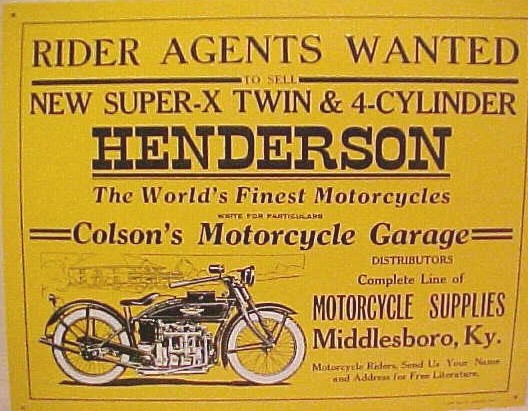 RIDER AGENTS WANTED
TO SELL
NEW SUPER-X TWIN & 4-CYLINDER
HENDERSON
The World's Finest Motorcycles
WRITE FOR PARTICULARS
Colson's Motorcycle Garage
DISTRIBUTORS
Complete Line of
MOTORCYCLE SUPPLIES
Middlesboro, Ky.
Motorcycle Riders, Send Us Your Name
and Address for Free Literature.